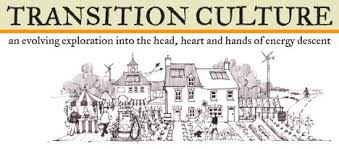 TRANSITION CULTURE
an evolving exploration into the head, heart and hands of energy descent